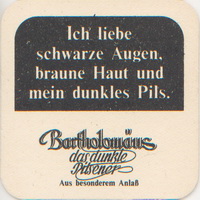 Ich liebe
schwarze Augen,
braune Haut und
mein dunkles Pils.
Bartholomäus
das dunkle
Pilsener
Aus besonderem Anlaß